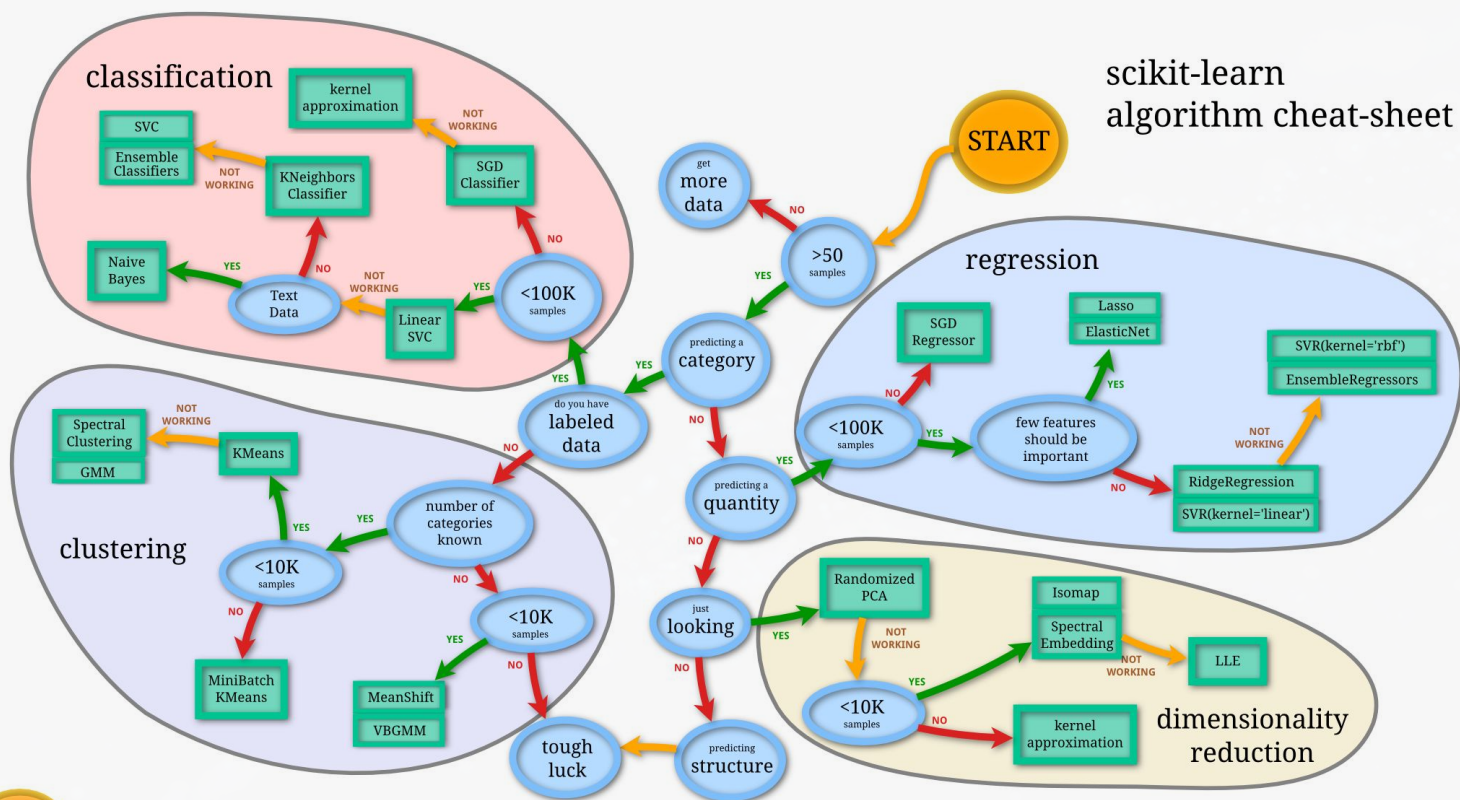 scikit-learn
algorithm cheat-sheet
START
classification
kernel
approximation
NOT
WORKING
SVC
Ensemble
Classifiers
NOT
WORKING
KNeighbors
Classifier
SGD
Classifier
NO
Naive
Bayes
YES
Text
Data
NO
NOT
WORKING
Linear
SVC
YES
<100K
samples
YES
get
more
data
NO
>50
samples
YES
predicting a
category
YES
NO
do you have
labeled
data
NO
predicting a
quantity
YES
NO
just
looking
YES
NO
predicting
structure
tough
luck
regression
SGD
Regressor
NO
<100K
samples
YES
Lasso
ElasticNet
YES
few features
should be
important
NO
SVR(kernel='rbf')
EnsembleRegressors
NOT
WORKING
RidgeRegression
SVR(kernel='linear')
clustering
Spectral
Clustering
GMM
NOT
WORKING
KMeans
YES
<10K
samples
NO
MiniBatch
KMeans
YES
number of
categories
known
NO
<10K
samples
YES
NO
MeanShift
VBGMM
dimensionality
reduction
Randomized
PCA
NOT
WORKING
<10K
samples
YES
NO
Isomap
Spectral
Embedding
NOT
WORKING
LLE
kernel
approximation